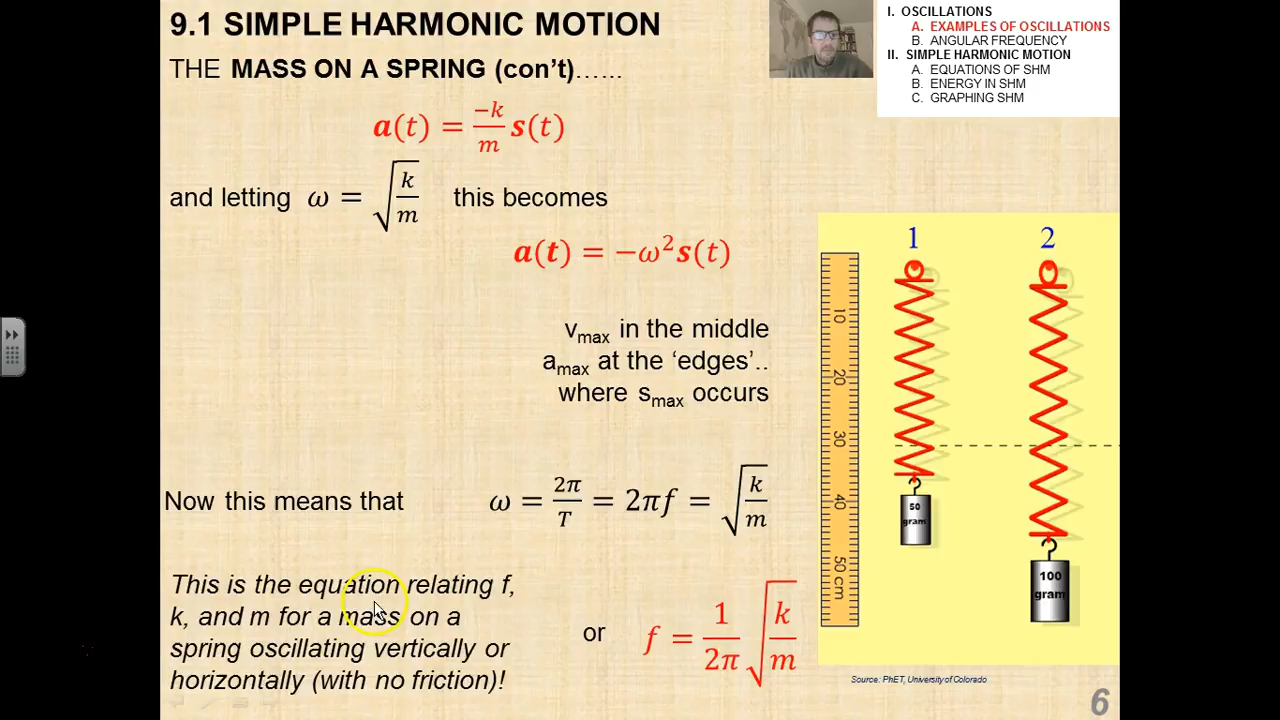 9.1 SIMPLE HARMONIC MOTION
THE MASS ON A SPRING (con't)……
a(t) = −k/m s(t)
and letting ω = √(k/m) this becomes
a(t) = −ω²s(t)
vmax in the middle
amax at the 'edges'..
where smax occurs
Now this means that ω = 2π/T = 2πf = √(k/m)
This is the equation relating f,
k, and m for a mass on a
spring oscillating vertically or
horizontally (with no friction)!
or f = 1/2π √(k/m)
I. OSCILLATIONS
A. EXAMPLES OF OSCILLATIONS
B. ANGULAR FREQUENCY
II. SIMPLE HARMONIC MOTION
A. EQUATIONS OF SHM
B. ENERGY IN SHM
C. GRAPHING SHM
1 2
10
20
30
40
50 cm
50
gram
100
gram
Source: PhET, University of Colorado
6